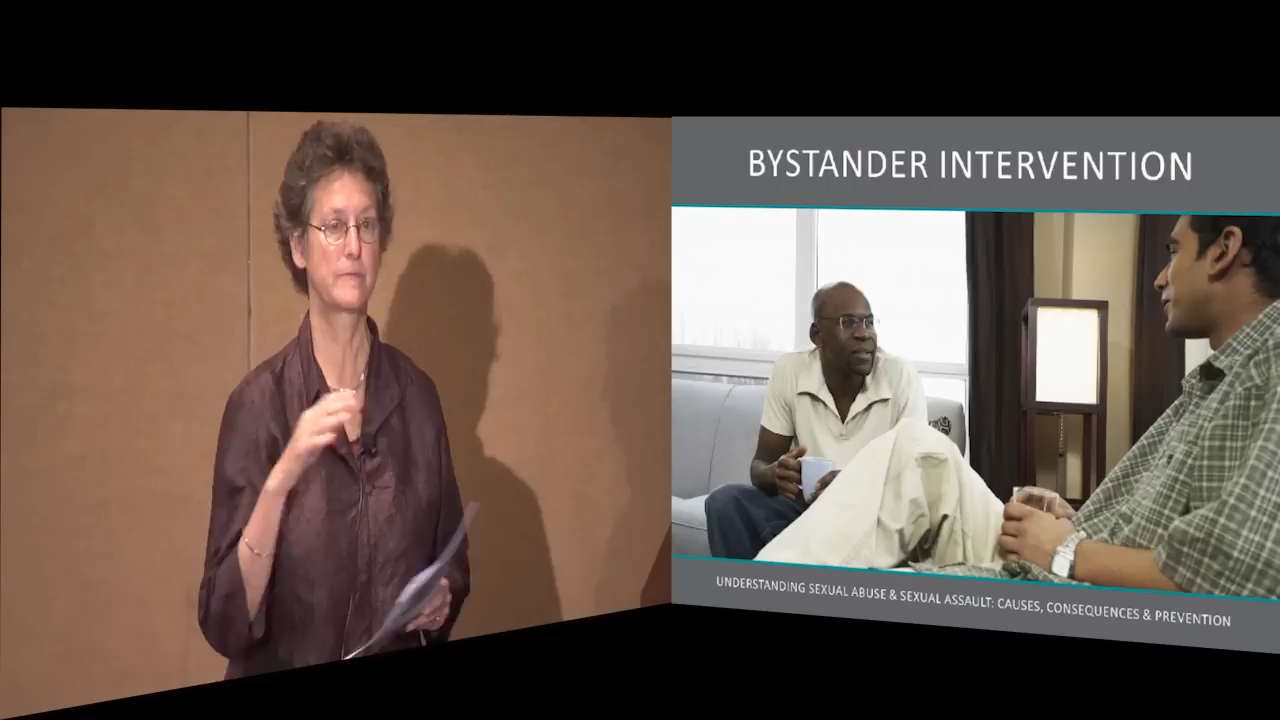 BYSTANDER INTERVENTION
UNDERSTANDING SEXUAL ABUSE & SEXUAL ASSAULT: CAUSES, CONSEQUENCES & PREVENTION